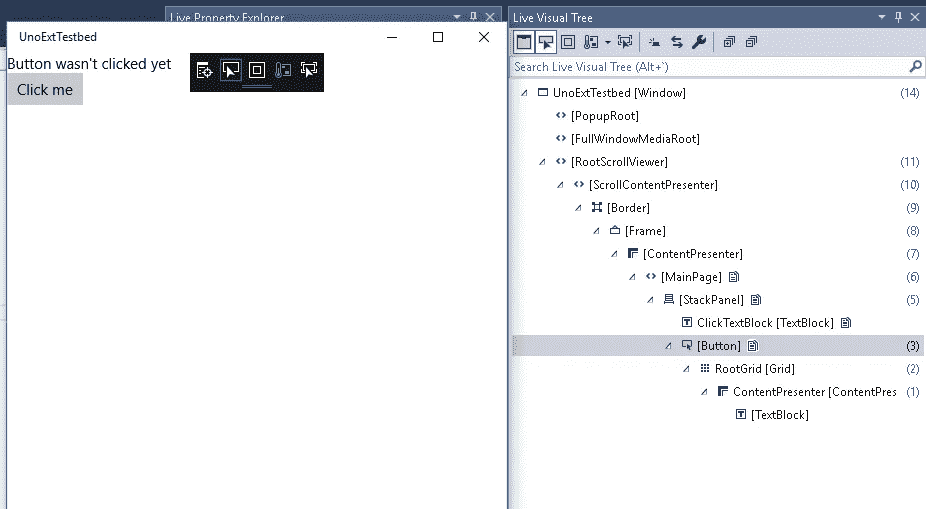 Live Property Explorer
Live Visual Tree
UnoExtTestbed
Button wasn't clicked yet
Click me
Search Live Visual Tree (Alt+`)
UnoExtTestbed [Window] (14)
[PopupRoot]
[FullWindowMediaRoot]
[RootScrollViewer] (11)
[ScrollContentPresenter] (10)
[Border] (9)
[Frame] (8)
[ContentPresenter] (7)
[MainPage] (6)
[StackPanel] (5)
ClickTextBlock [TextBlock]
[Button] (3)
RootGrid [Grid] (2)
ContentPresenter [ContentPres (1)
[TextBlock]